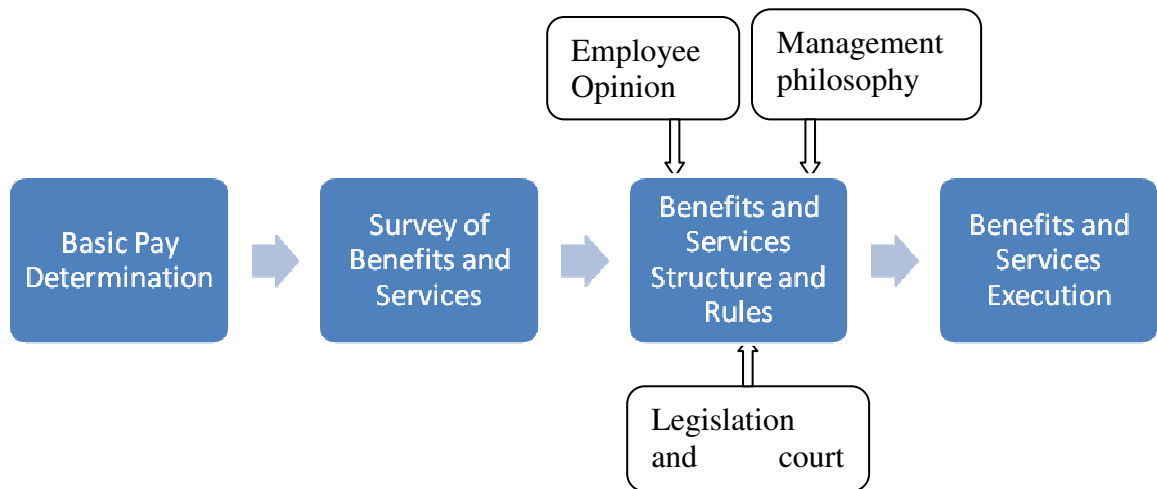 Employee
Opinion
Management
philosophy
Basic Pay
Determination
Survey of
Benefits and
Services
Benefits and
Services
Structure and
Rules
Benefits and
Services
Execution
Legislation
and court